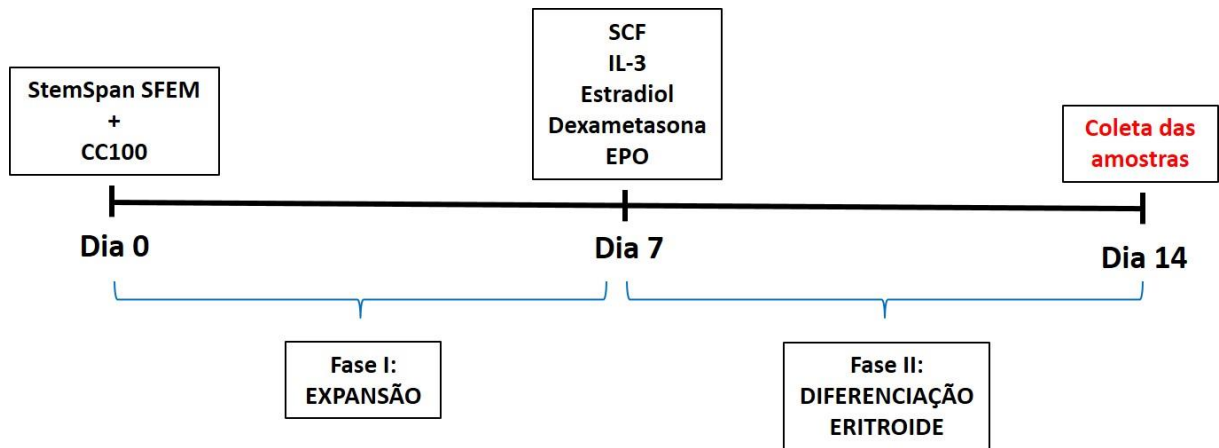 StemSpan SFEM
+
CC100
SCF
IL-3
Estradiol
Dexametasona
EPO
Coleta das
amostras
Dia 0
Dia 7
Dia 14
Fase I:
EXPANSÃO
Fase II:
DIFERENCIAÇÃO
ERITROIDE